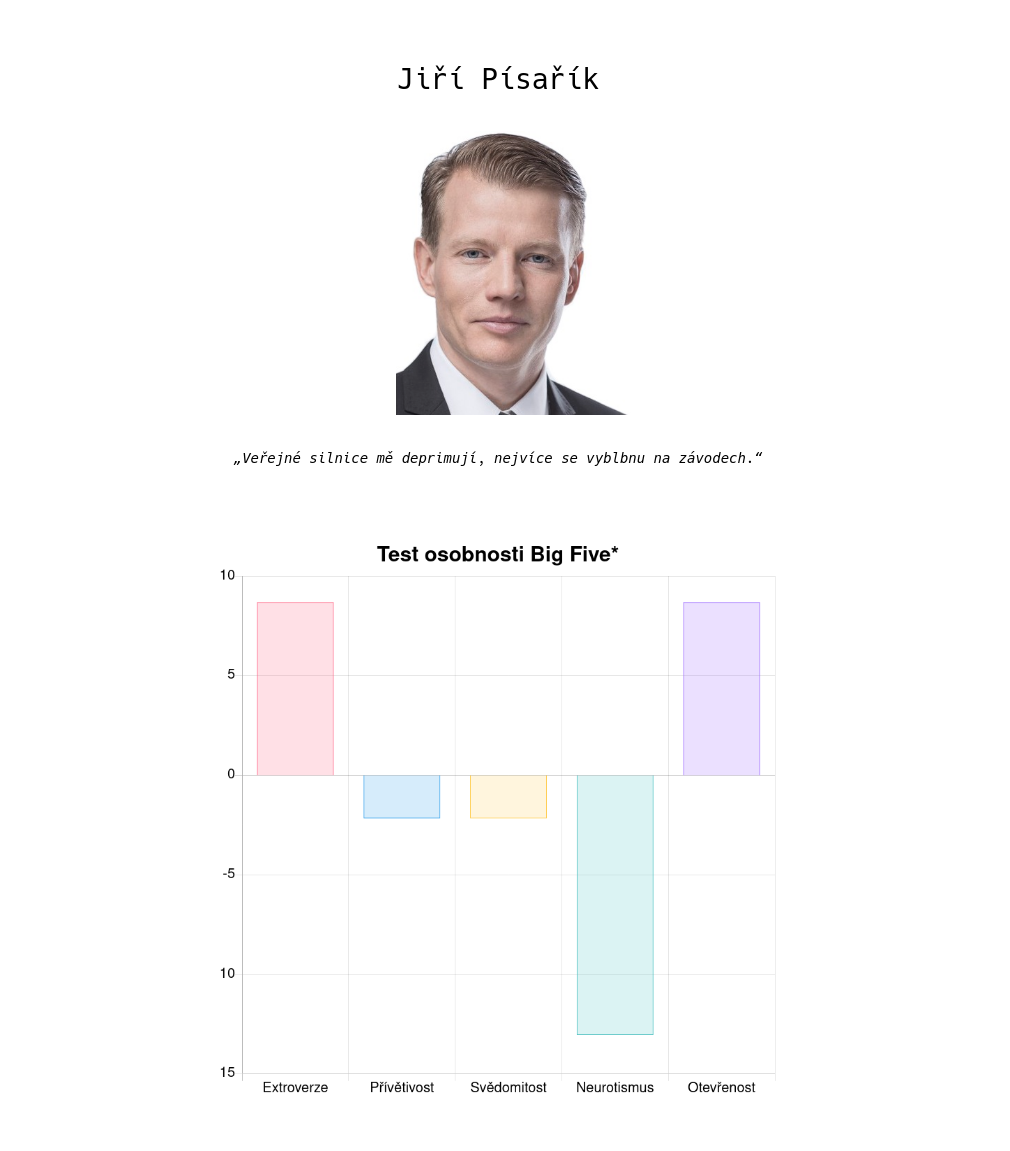 Jiří Písařík
„Veřejné silnice mě deprimují, nejvíce se vyblbnu na závodech.“
Test osobnosti Big Five*
10
5
0
-5
10
15
Extroverze Přívětivost Svědomitost Neurotismus Otevřenost